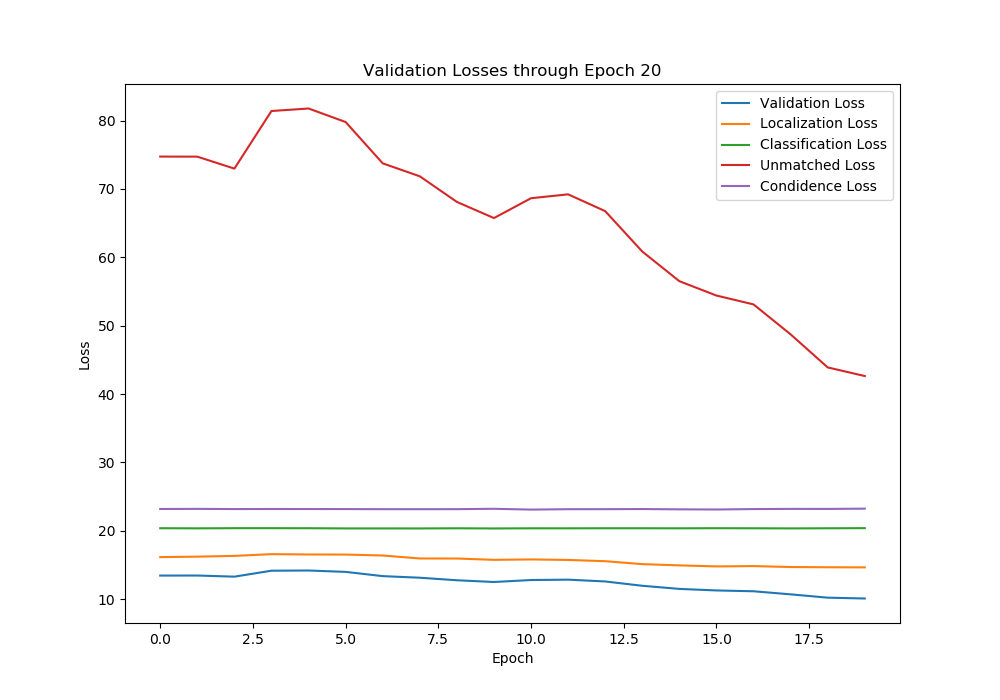 Validation Losses through Epoch 20
Validation Loss
Localization Loss
Classification Loss
Unmatched Loss
Condidence Loss
Loss
80
70
60
50
40
30
20
10
0.0 2.5 5.0 7.5 10.0 12.5 15.0 17.5
Epoch